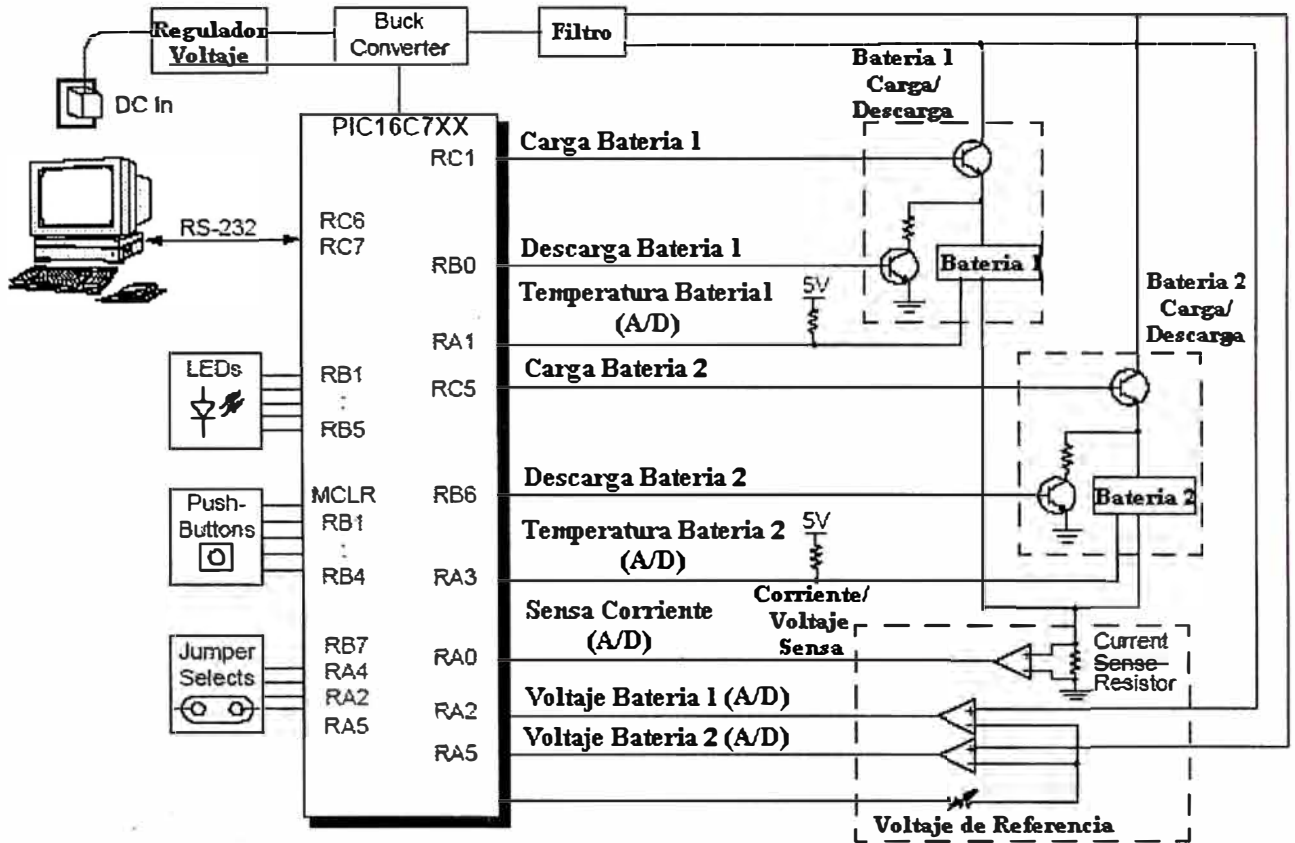 Regulador
Voltaje
Buck
Converter
Filtro
DC In
Bateria 1
Carga/
Descarga
PIC16C7XX
RC1
Carga Bateria 1
RS-232
RC6
RC7
RB0
Descarga Bateria 1
Bateria 1
Temperatura Bateria1
(A/D)
5V
RA1
Bateria 2
Carga/
Descarga
LEDs
RB1
:
RB5
RC5
Carga Bateria 2
Push-
Buttons
MCLR
RB1
:
RB4
RB6
Descarga Bateria 2
Bateria 2
Temperatura Bateria 2
(A/D)
5V
RA3
Corriente/
Voltaje
Sensa
Sensa Corriente
(A/D)
RA0
Current
Sense
Resistor
Jumper
Selects
RB7
RA4
RA2
RA5
RA2
Voltaje Bateria 1 (A/D)
RA5
Voltaje Bateria 2 (A/D)
Voltaje de Referencia